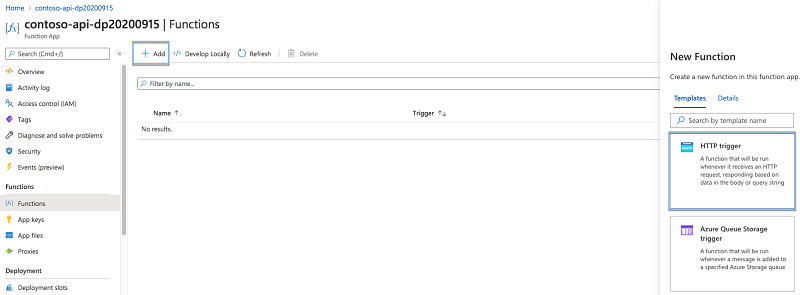 Home > contoso-api-dp20200915
contoso-api-dp20200915 | Functions
Function App
Search (Cmd+/)
«
Overview
Activity log
Access control (IAM)
Tags
Diagnose and solve problems
Security
Events (preview)
Functions
Functions
App keys
App files
Proxies
Deployment
Deployment slots
Add
Develop Locally
Refresh
Delete
Filter by name...
Name ↑↓
Trigger ↑↓
No results.
New Function
Create a new function in this function app.
Templates
Details
Search by template name
HTTP trigger
A function that will be run
whenever it receives an HTTP
request, responding based on
data in the body or query string
Azure Queue Storage
trigger
A function that will be run
whenever a message is added to
a specified Azure Storage queue